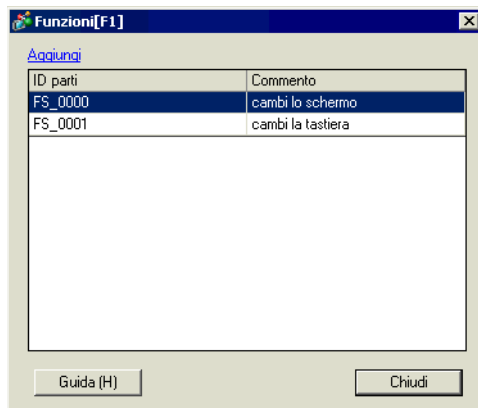 Funzioni[F1]
Aggiungi
ID parti Commento
FS_0000 cambi lo schermo
FS_0001 cambi la tastiera
Guida (H) Chiudi